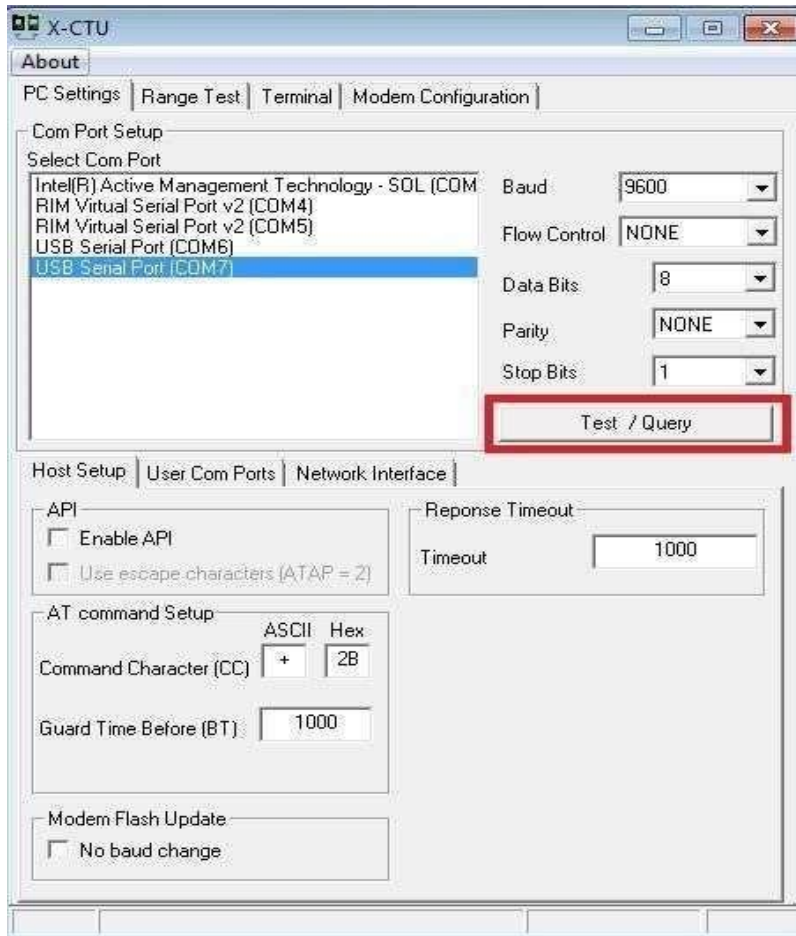 X-CTU
About
PC Settings Range Test Terminal Modem Configuration
Com Port Setup
Select Com Port
Intel(R) Active Management Technology - SOL (COM
RIM Virtual Serial Port v2 (COM4)
RIM Virtual Serial Port v2 (COM5)
USB Serial Port (COM6)
USB Serial Port (COM7)
Baud 9600
Flow Control NONE
Data Bits 8
Parity NONE
Stop Bits 1
Test / Query
Host Setup User Com Ports Network Interface
API
Enable API
Use escape characters (ATAP = 2)
Reponse Timeout
Timeout 1000
AT command Setup
ASCII Hex
Command Character (CC) + 2B
Guard Time Before (BT) 1000
Modem Flash Update
No baud change